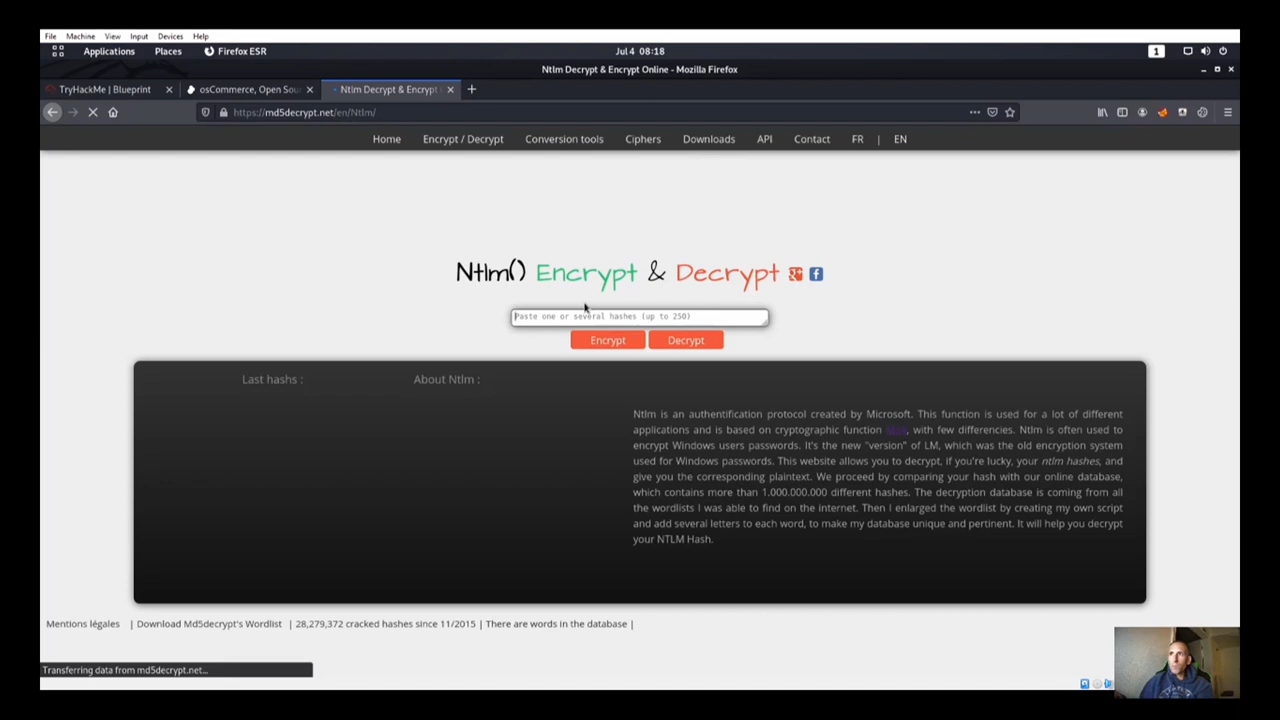 File Machine View Input Devices Help
Applications Places Firefox ESR Jul 4 08:18 1
Ntlm Decrypt & Encrypt Online - Mozilla Firefox
TryHackMe | Blueprint osCommerce, Open Sou Ntlm Decrypt & Encrypt
https://md5decrypt.net/en/Ntlm/
Home Encrypt / Decrypt Conversion tools Ciphers Downloads API Contact FR | EN
Ntlm() Encrypt & Decrypt
Paste one or several hashes (up to 250)
Encrypt Decrypt
Last hashs : About Ntlm :
Ntlm is an authentification protocol created by Microsoft. This function is used for a lot of different
applications and is based on cryptographic function , with few differencies. Ntlm is often used to
encrypt Windows users passwords. It's the new "version" of LM, which was the old encryption system
used for Windows passwords. This website allows you to decrypt, if you're lucky, your ntlm hashes, and
give you the corresponding plaintext. We proceed by comparing your hash with our online database,
which contains more than 1.000.000.000 different hashes. The decryption database is coming from all
the wordlists I was able to find on the internet. Then I enlarged the wordlist by creating my own script
and add several letters to each word, to make my database unique and pertinent. It will help you decrypt
your NTLM Hash.
Mentions légales | Download Md5decrypt's Wordlist | 28,279,372 cracked hashes since 11/2015 | There are words in the database |
Transferring data from md5decrypt.net...